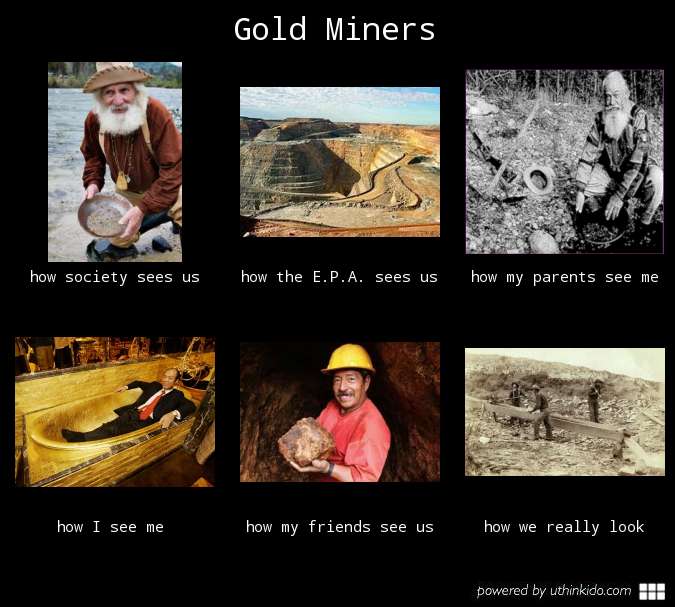 Gold Miners
how society sees us
how the E.P.A. sees us
how my parents see me
how I see me
how my friends see us
how we really look
powered by uthinkido.com